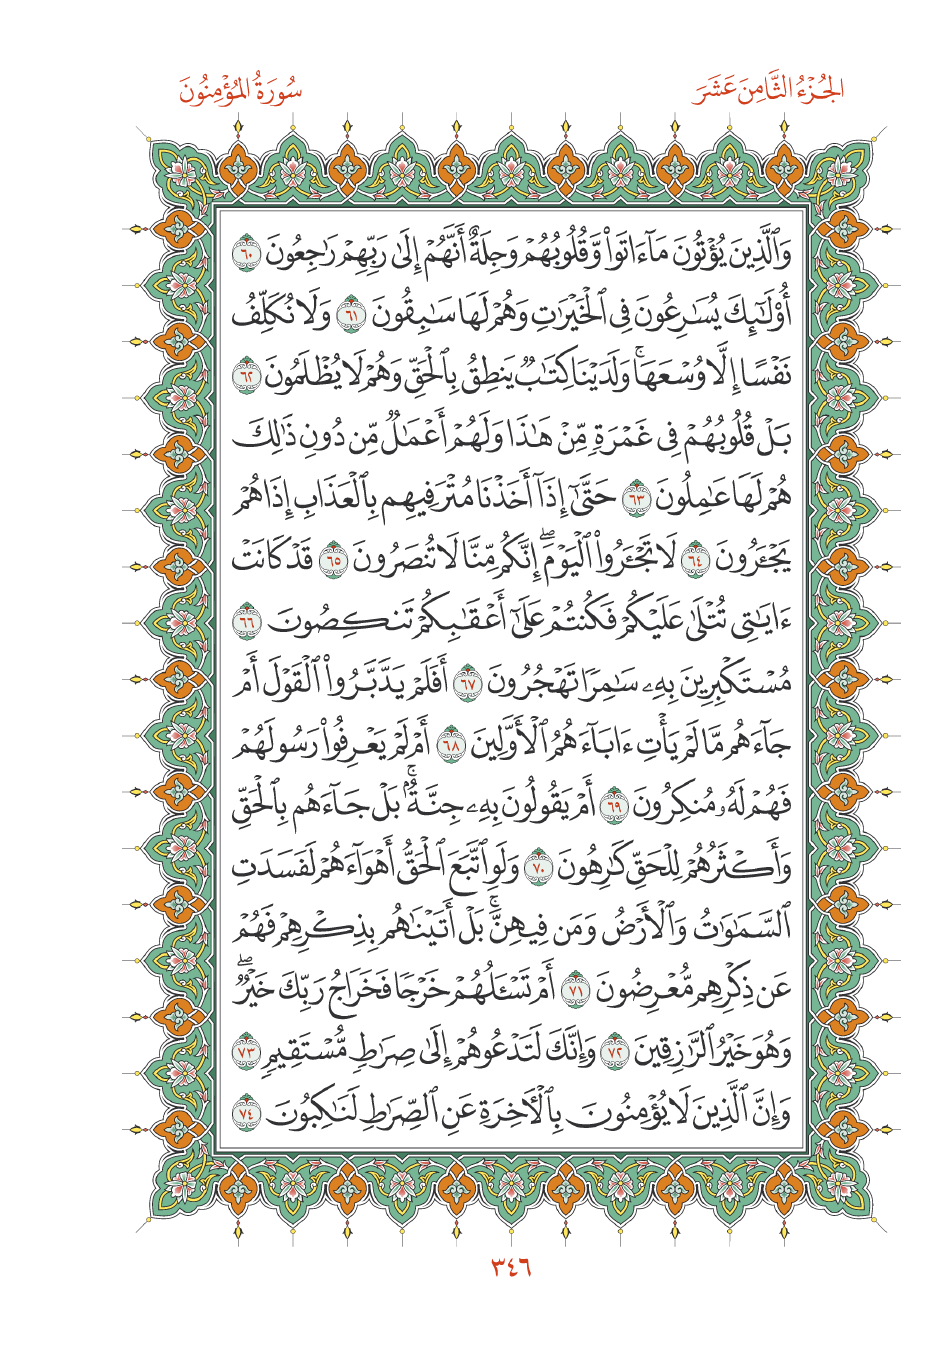 الجُزْءُ الثَّامِنَ عَشَرَ
سُورَةُ المُؤْمِنُونَ
وَٱلَّذِينَ يُؤْتُونَ مَآ ءَاتَوا۟ وَّقُلُوبُهُمْ وَجِلَةٌ أَنَّهُمْ إِلَىٰ رَبِّهِمْ رَٰجِعُونَ ٦٠
أُو۟لَـٰٓئِكَ يُسَـٰرِعُونَ فِى ٱلْخَيْرَٰتِ وَهُمْ لَهَا سَـٰبِقُونَ ٦١ وَلَا نُكَلِّفُ
نَفْسًا إِلَّا وُسْعَهَا ۚ وَلَدَيْنَا كِتَـٰبٌ يَنطِقُ بِٱلْحَقِّ وَهُمْ لَا يُظْلَمُونَ ٦٢
بَلْ قُلُوبُهُمْ فِى غَمْرَةٍ مِّنْ هَـٰذَا وَلَهُمْ أَعْمَـٰلٌ مِّن دُونِ ذَٰلِكَ
هُمْ لَهَا عَـٰمِلُونَ ٦٣ حَتَّىٰٓ إِذَآ أَخَذْنَا مُتْرَفِيهِم بِٱلْعَذَابِ إِذَا هُمْ
يَجْـَٔرُونَ ٦٤ لَا تَجْـَٔرُوا۟ ٱلْيَوْمَ ۖ إِنَّكُم مِّنَّا لَا تُنصَرُونَ ٦٥ قَدْ كَانَتْ
ءَايَـٰتِى تُتْلَىٰ عَلَيْكُمْ فَكُنتُمْ عَلَىٰٓ أَعْقَـٰبِكُمْ تَنكِصُونَ ٦٦
مُسْتَكْبِرِينَ بِهِۦ سَـٰمِرًا تَهْجُرُونَ ٦٧ أَفَلَمْ يَدَّبَّرُوا۟ ٱلْقَوْلَ أَمْ
جَآءَهُم مَّا لَمْ يَأْتِ ءَابَآءَهُمُ ٱلْأَوَّلِينَ ٦٨ أَمْ لَمْ يَعْرِفُوا۟ رَسُولَهُمْ
فَهُمْ لَهُۥ مُنكِرُونَ ٦٩ أَمْ يَقُولُونَ بِهِۦ جِنَّةٌۢ ۚ بَلْ جَآءَهُم بِٱلْحَقِّ
وَأَكْثَرُهُمْ لِلْحَقِّ كَـٰرِهُونَ ٧٠ وَلَوِ ٱتَّبَعَ ٱلْحَقُّ أَهْوَآءَهُمْ لَفَسَدَتِ
ٱلسَّمَـٰوَٰتُ وَٱلْأَرْضُ وَمَن فِيهِنَّ ۚ بَلْ أَتَيْنَـٰهُم بِذِكْرِهِمْ فَهُمْ
عَن ذِكْرِهِم مُّعْرِضُونَ ٧١ أَمْ تَسْـَٔلُهُمْ خَرْجًا فَخَرَاجُ رَبِّكَ خَيْرٌ ۖ
وَهُوَ خَيْرُ ٱلرَّٰزِقِينَ ٧٢ وَإِنَّكَ لَتَدْعُوهُمْ إِلَىٰ صِرَٰطٍ مُّسْتَقِيمٍ ٧٣
وَإِنَّ ٱلَّذِينَ لَا يُؤْمِنُونَ بِٱلْـَٔاخِرَةِ عَنِ ٱلصِّرَٰطِ لَنَـٰكِبُونَ ٧٤
٣٤٦